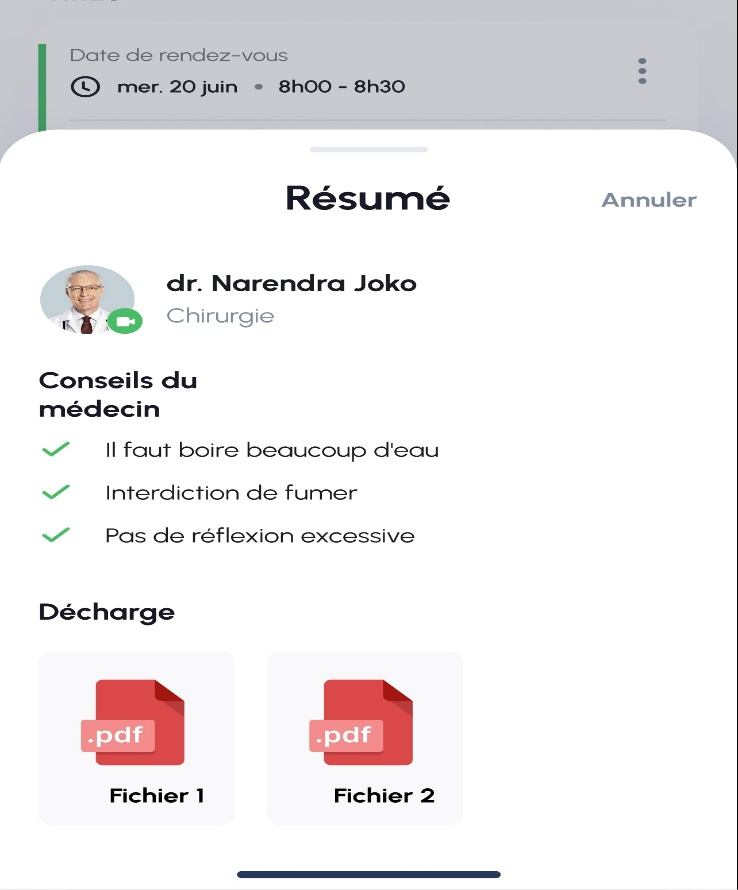 Date de rendez-vous
mer. 20 juin • 8h00 - 8h30
Résumé
Annuler
dr. Narendra Joko
Chirurgie
Conseils du
médecin
Il faut boire beaucoup d'eau
Interdiction de fumer
Pas de réflexion excessive
Décharge
.pdf
.pdf
Fichier 1
Fichier 2